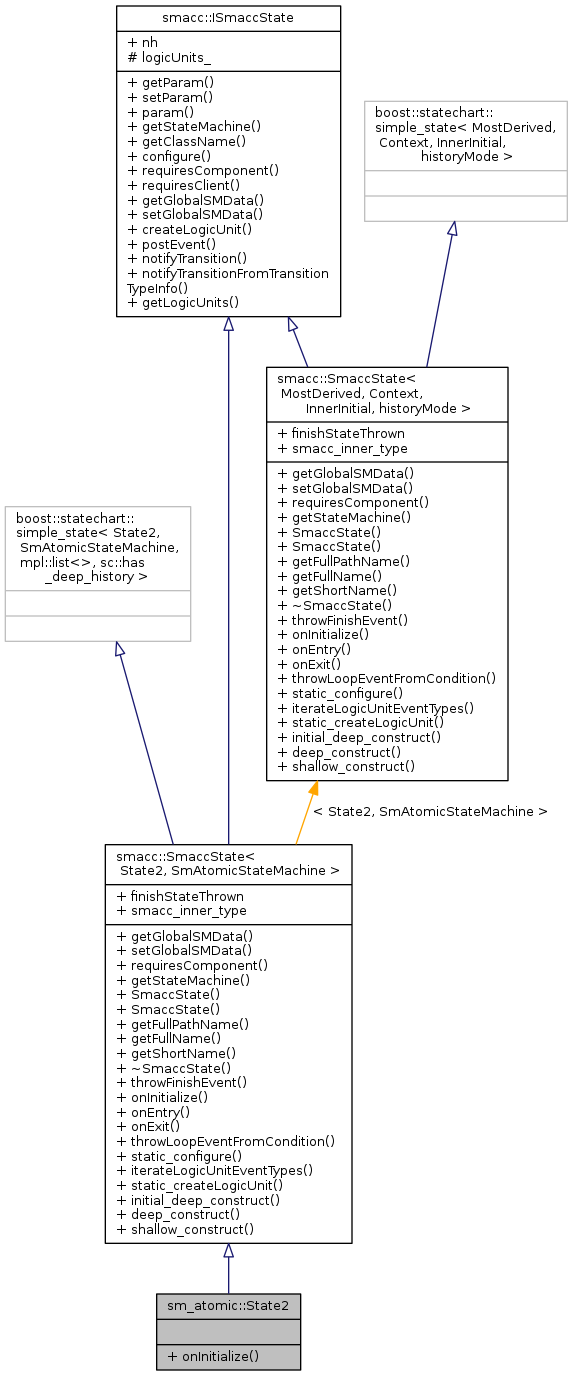 smacc::ISmaccState
+ nh
# logicUnits_
+ getParam()
+ setParam()
+ param()
+ getStateMachine()
+ getClassName()
+ configure()
+ requiresComponent()
+ requiresClient()
+ getGlobalSMData()
+ setGlobalSMData()
+ createLogicUnit()
+ postEvent()
+ notifyTransition()
+ notifyTransitionFromTransition
TypeInfo()
+ getLogicUnits()
boost::statechart::
simple_state< MostDerived,
Context, InnerInitial,
historyMode >
smacc::SmaccState<
MostDerived, Context,
InnerInitial, historyMode >
+ finishStateThrown
+ smacc_inner_type
+ getGlobalSMData()
+ setGlobalSMData()
+ requiresComponent()
+ getStateMachine()
+ SmaccState()
+ SmaccState()
+ getFullPathName()
+ getFullName()
+ getShortName()
+ ~SmaccState()
+ throwFinishEvent()
+ onInitialize()
+ onEntry()
+ onExit()
+ throwLoopEventFromCondition()
+ static_configure()
+ iterateLogicUnitEventTypes()
+ static_createLogicUnit()
+ initial_deep_construct()
+ deep_construct()
+ shallow_construct()
boost::statechart::
simple_state< State2,
SmAtomicStateMachine,
mpl::list<>, sc::has
_deep_history >
< State2, SmAtomicStateMachine >
smacc::SmaccState<
State2, SmAtomicStateMachine >
+ finishStateThrown
+ smacc_inner_type
+ getGlobalSMData()
+ setGlobalSMData()
+ requiresComponent()
+ getStateMachine()
+ SmaccState()
+ SmaccState()
+ getFullPathName()
+ getFullName()
+ getShortName()
+ ~SmaccState()
+ throwFinishEvent()
+ onInitialize()
+ onEntry()
+ onExit()
+ throwLoopEventFromCondition()
+ static_configure()
+ iterateLogicUnitEventTypes()
+ static_createLogicUnit()
+ initial_deep_construct()
+ deep_construct()
+ shallow_construct()
sm_atomic::State2
+ onInitialize()